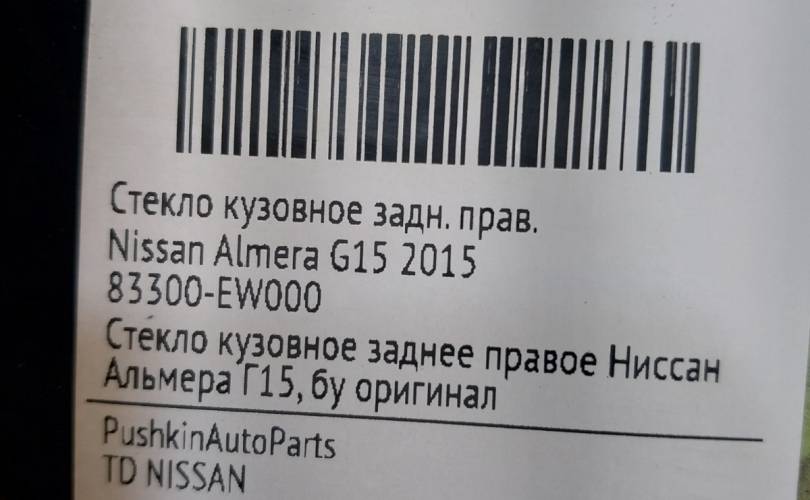 Стекло кузовное задн. прав.
Nissan Almera G15 2015
83300-EW000
Стекло кузовное заднее правое Ниссан
Альмера Г15, бу оригинал
PushkinAutoParts
TD NISSAN